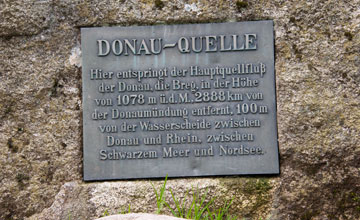 DONAU-QUELLE
Hier entspringt der Hauptquellfluß
der Donau, die Breg, in der Höhe
von 1078 m ü.d.M. 2888 km von
der Donaumündung entfernt, 100 m
von der Wasserscheide zwischen
Donau und Rhein, zwischen
Schwarzem Meer und Nordsee.